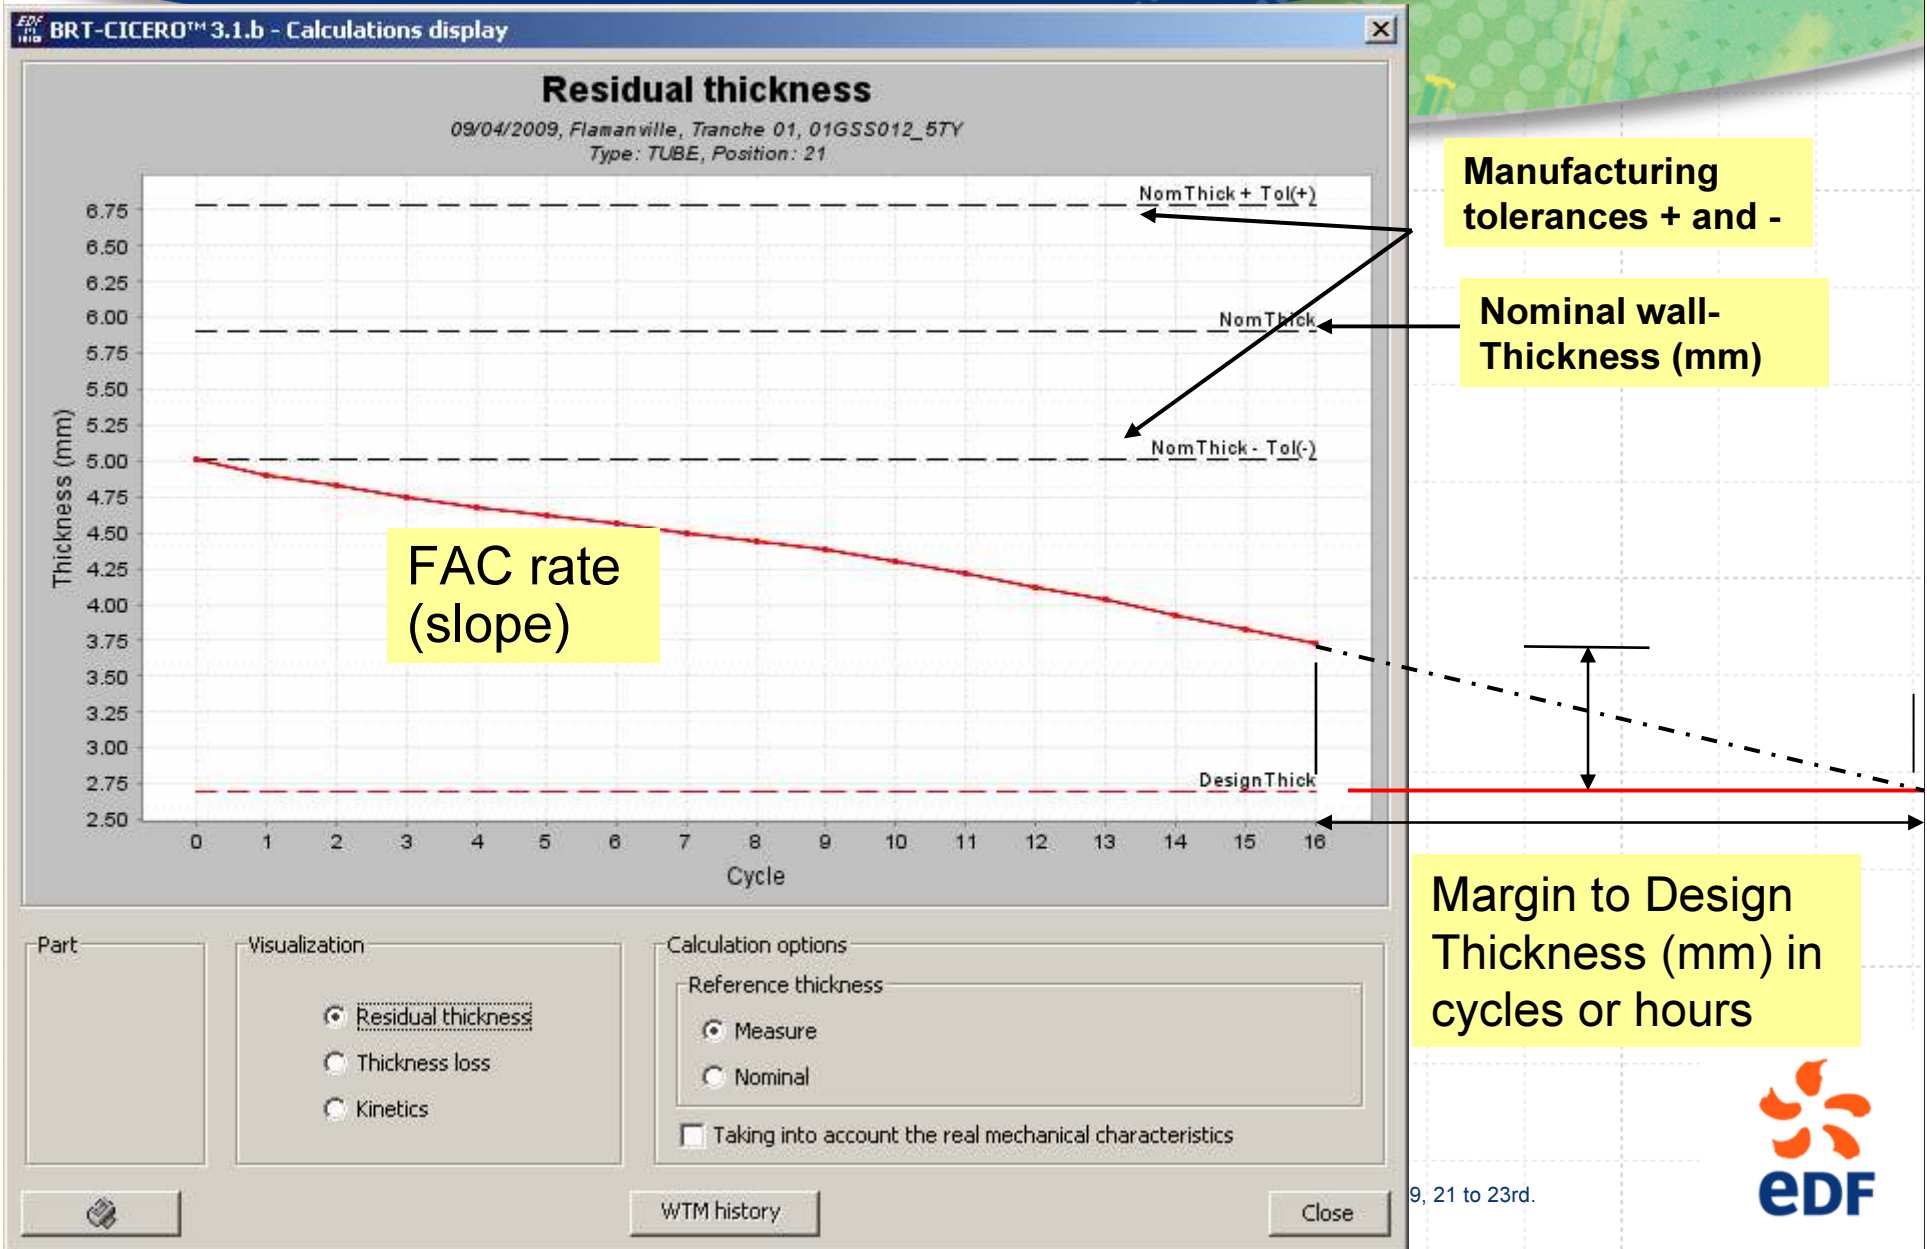 BRT-CICERO™ 3.1.b - Calculations display
Residual thickness
09/04/2009, Flamanville, Tranche 01, 01GSS012_5TY
Type: TUBE, Position: 21
Thickness (mm)
6.75
6.50
6.25
6.00
5.75
5.50
5.25
5.00
4.75
4.50
4.25
4.00
3.75
3.50
3.25
3.00
2.75
2.50
NomThick + Tol(+)
NomThick
NomThick - Tol(-)
DesignThick
FAC rate
(slope)
0 1 2 3 4 5 6 7 8 9 10 11 12 13 14 15 16
Cycle
Manufacturing
tolerances + and -
Nominal wall-
Thickness (mm)
Margin to Design
Thickness (mm) in
cycles or hours
Part
Visualization
Residual thickness
Thickness loss
Kinetics
Calculation options
Reference thickness
Measure
Nominal
Taking into account the real mechanical characteristics
WTM history
Close
9, 21 to 23rd.
eDF